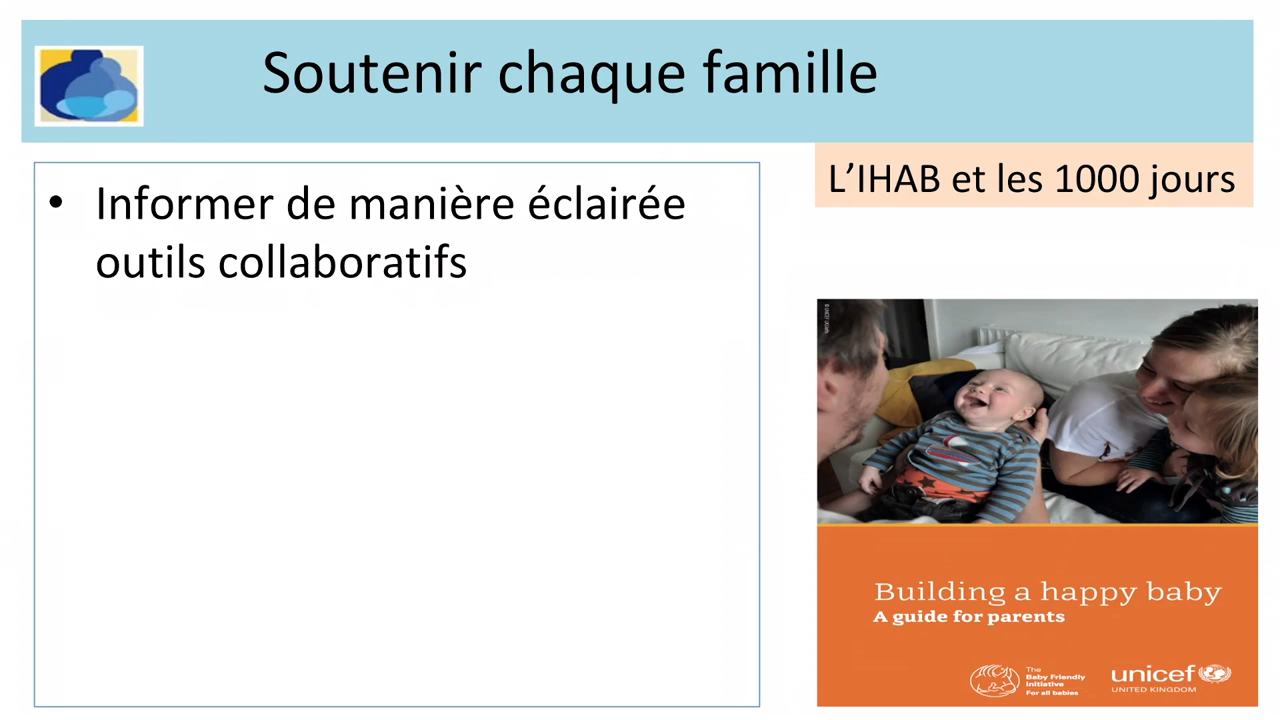 Soutenir chaque famille
L’IHAB et les 1000 jours
• Informer de manière éclairée
outils collaboratifs
Building a happy baby
A guide for parents
The
Baby Friendly
Initiative
For all babies
unicef
UNITED KINGDOM